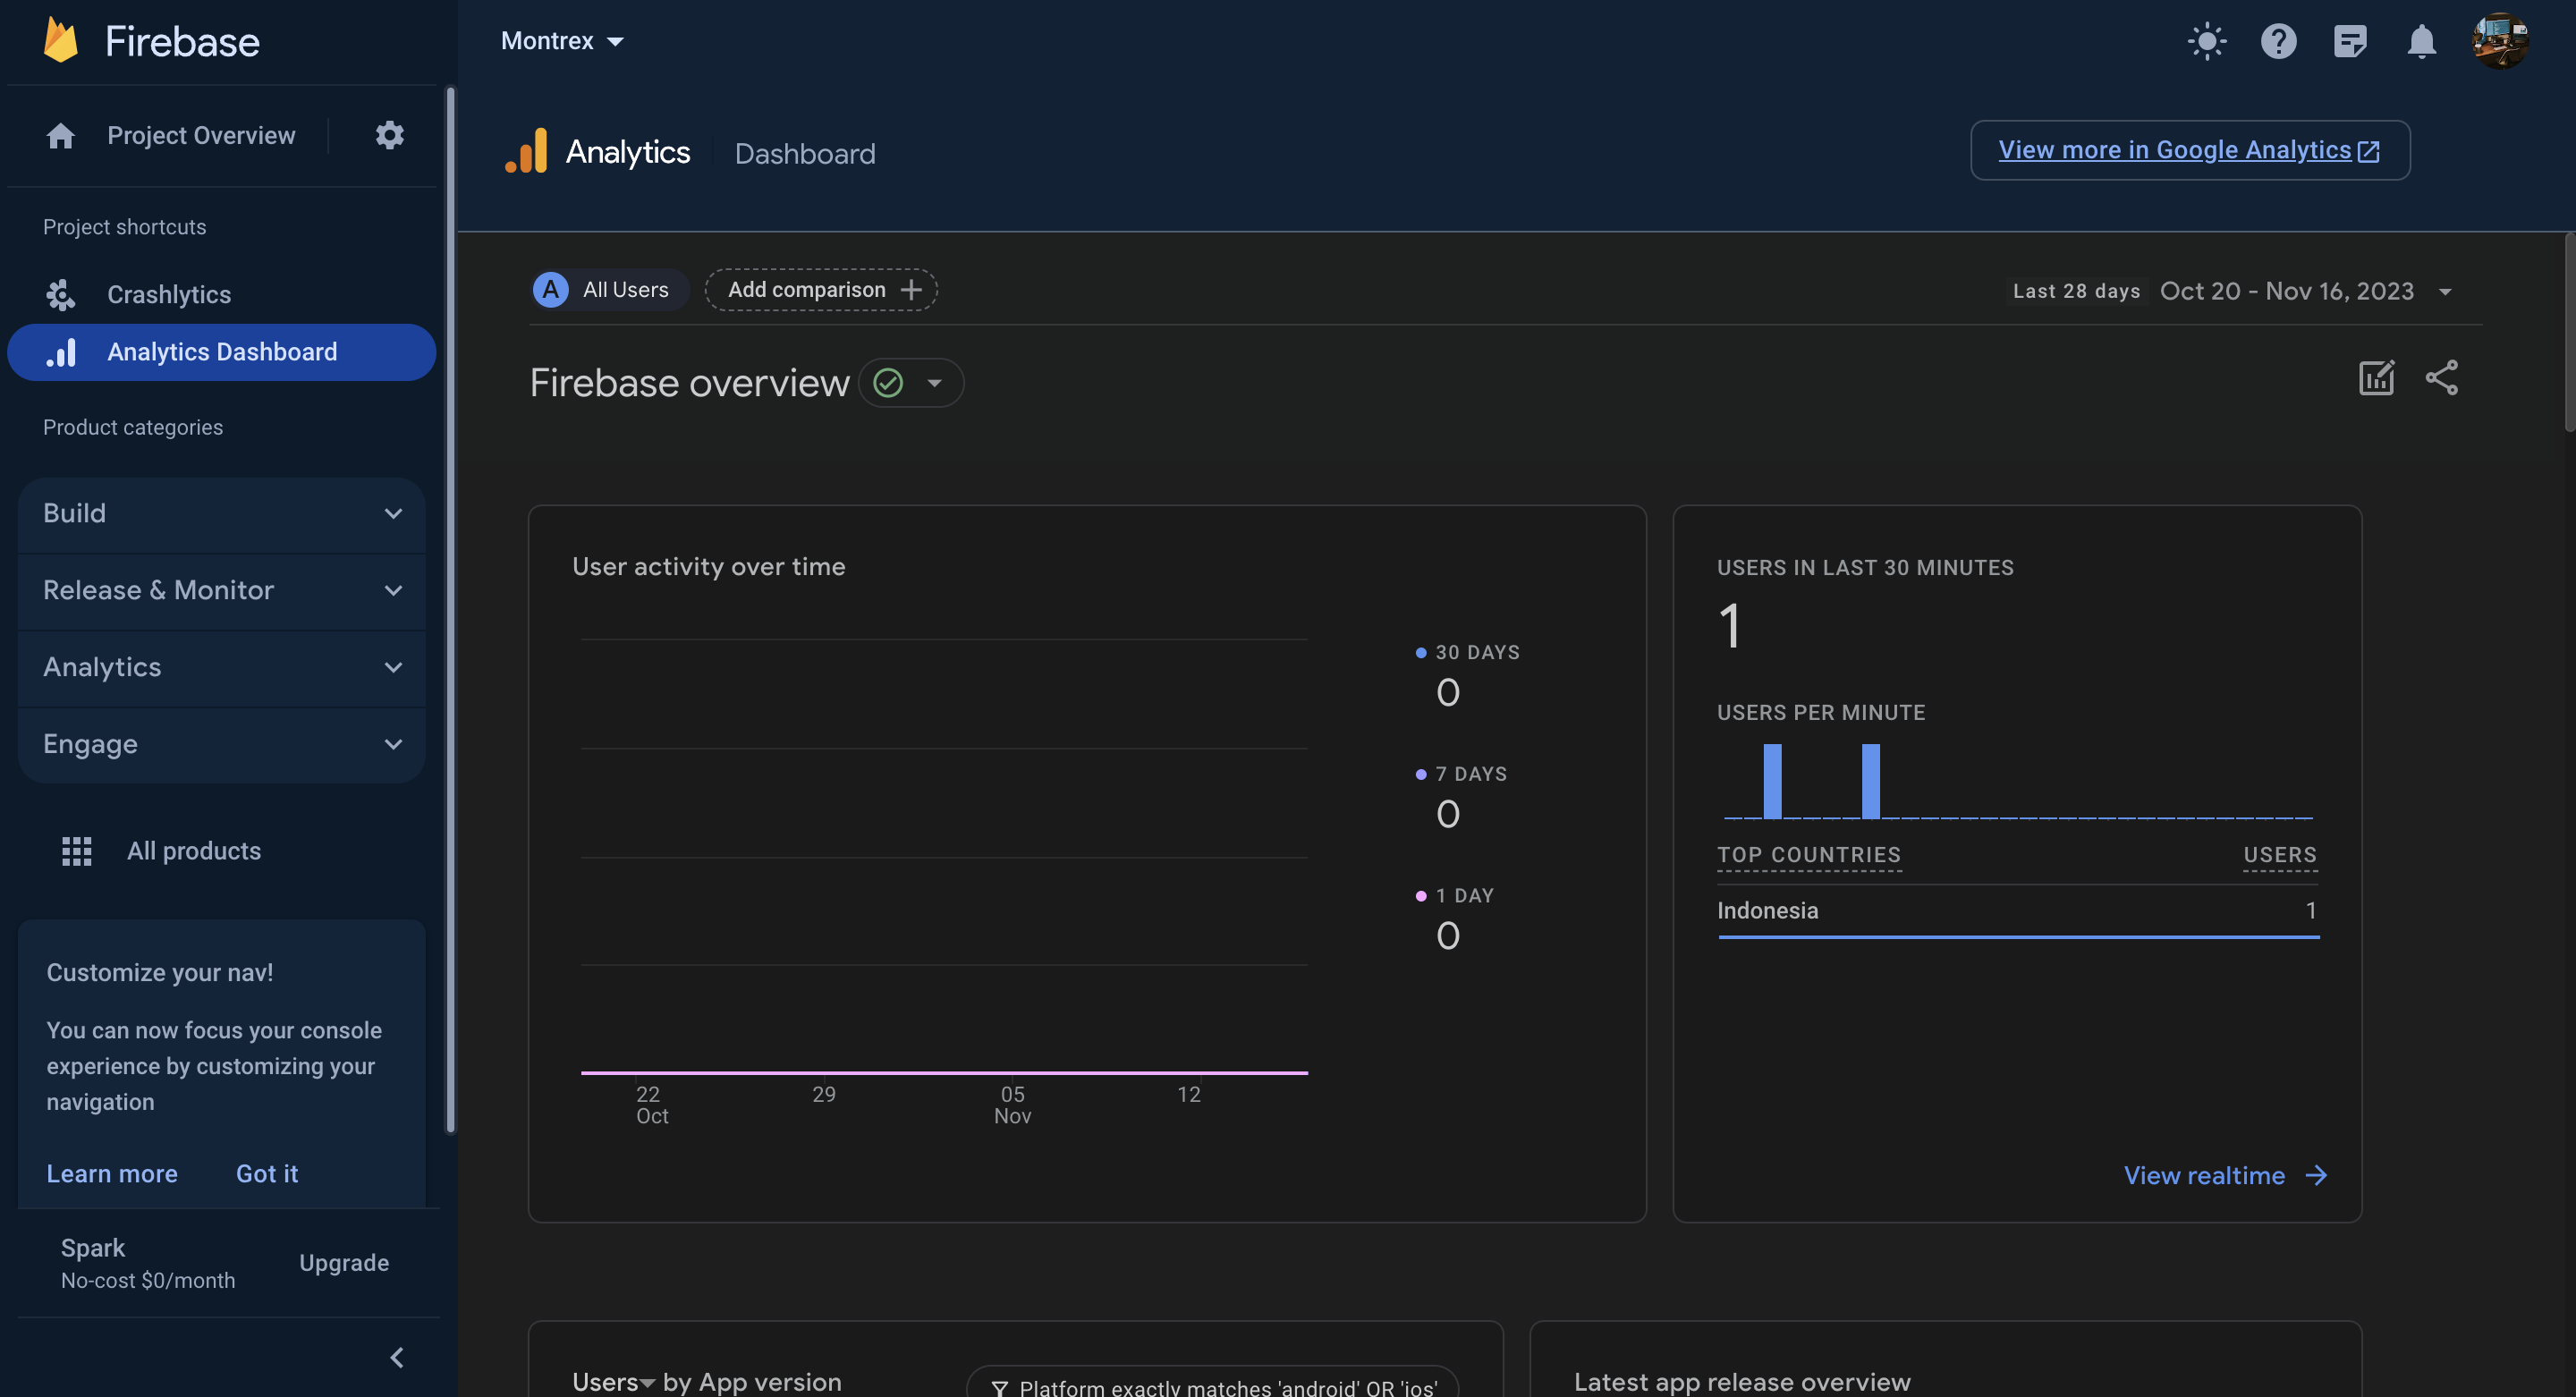 Firebase
Montrex
Project Overview
Project shortcuts
Crashlytics
Analytics Dashboard
Product categories
Build
Release & Monitor
Analytics
Engage
All products
Customize your nav!
You can now focus your console
experience by customizing your
navigation
Learn more Got it
Spark
No-cost $0/month
Upgrade
Analytics Dashboard
View more in Google Analytics
A All Users
Add comparison
Last 28 days Oct 20 - Nov 16, 2023
Firebase overview
User activity over time
30 DAYS
0
7 DAYS
0
1 DAY
0
22 29 05 12
Oct Nov
USERS IN LAST 30 MINUTES
1
USERS PER MINUTE
TOP COUNTRIES USERS
Indonesia 1
View realtime
Users by App version
Platform exactly matches 'android' OR 'ios'
Latest app release overview